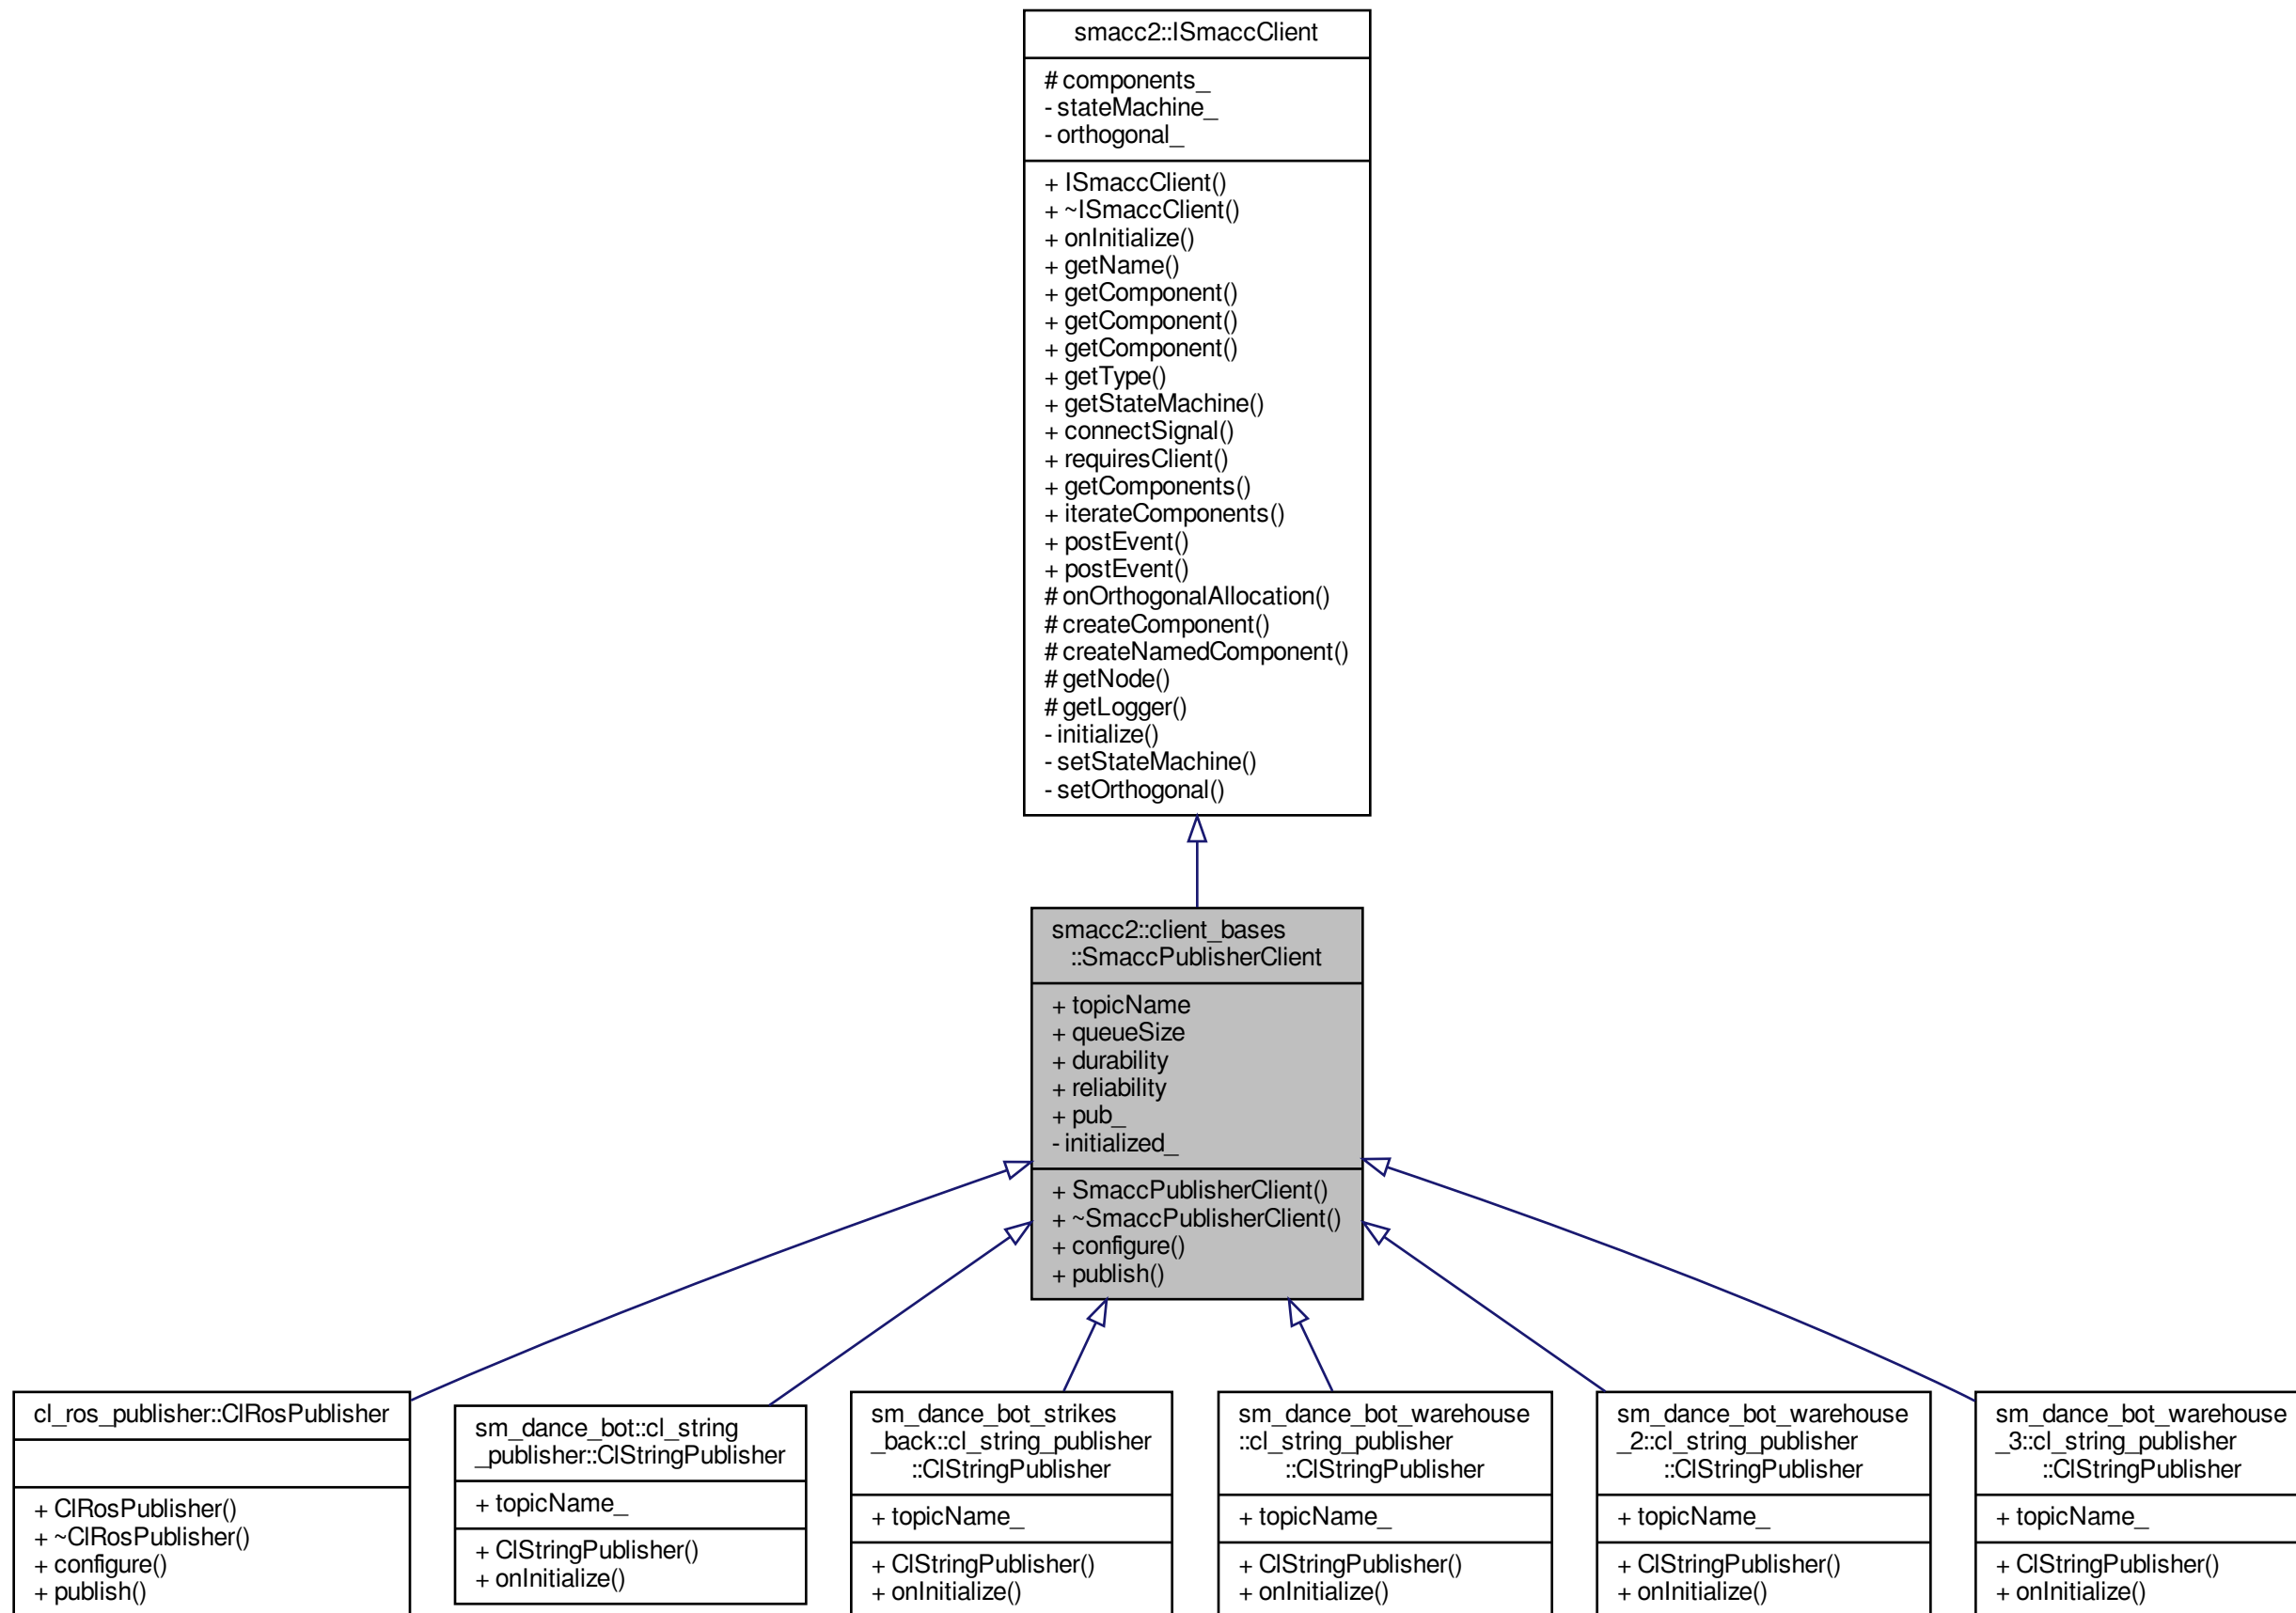 smacc2::ISmaccClient
# components_
- stateMachine_
- orthogonal_
+ ISmaccClient()
+ ~ISmaccClient()
+ onInitialize()
+ getName()
+ getComponent()
+ getComponent()
+ getComponent()
+ getType()
+ getStateMachine()
+ connectSignal()
+ requiresClient()
+ getComponents()
+ iterateComponents()
+ postEvent()
+ postEvent()
# onOrthogonalAllocation()
# createComponent()
# createNamedComponent()
# getNode()
# getLogger()
- initialize()
- setStateMachine()
- setOrthogonal()
smacc2::client_bases
::SmaccPublisherClient
+ topicName
+ queueSize
+ durability
+ reliability
+ pub_
- initialized_
+ SmaccPublisherClient()
+ ~SmaccPublisherClient()
+ configure()
+ publish()
cl_ros_publisher::ClRosPublisher
+ ClRosPublisher()
+ ~ClRosPublisher()
+ configure()
+ publish()
sm_dance_bot::cl_string
_publisher::ClStringPublisher
+ topicName_
+ ClStringPublisher()
+ onInitialize()
sm_dance_bot_strikes
_back::cl_string_publisher
::ClStringPublisher
+ topicName_
+ ClStringPublisher()
+ onInitialize()
sm_dance_bot_warehouse
::cl_string_publisher
::ClStringPublisher
+ topicName_
+ ClStringPublisher()
+ onInitialize()
sm_dance_bot_warehouse
_2::cl_string_publisher
::ClStringPublisher
+ topicName_
+ ClStringPublisher()
+ onInitialize()
sm_dance_bot_warehouse
_3::cl_string_publisher
::ClStringPublisher
+ topicName_
+ ClStringPublisher()
+ onInitialize()